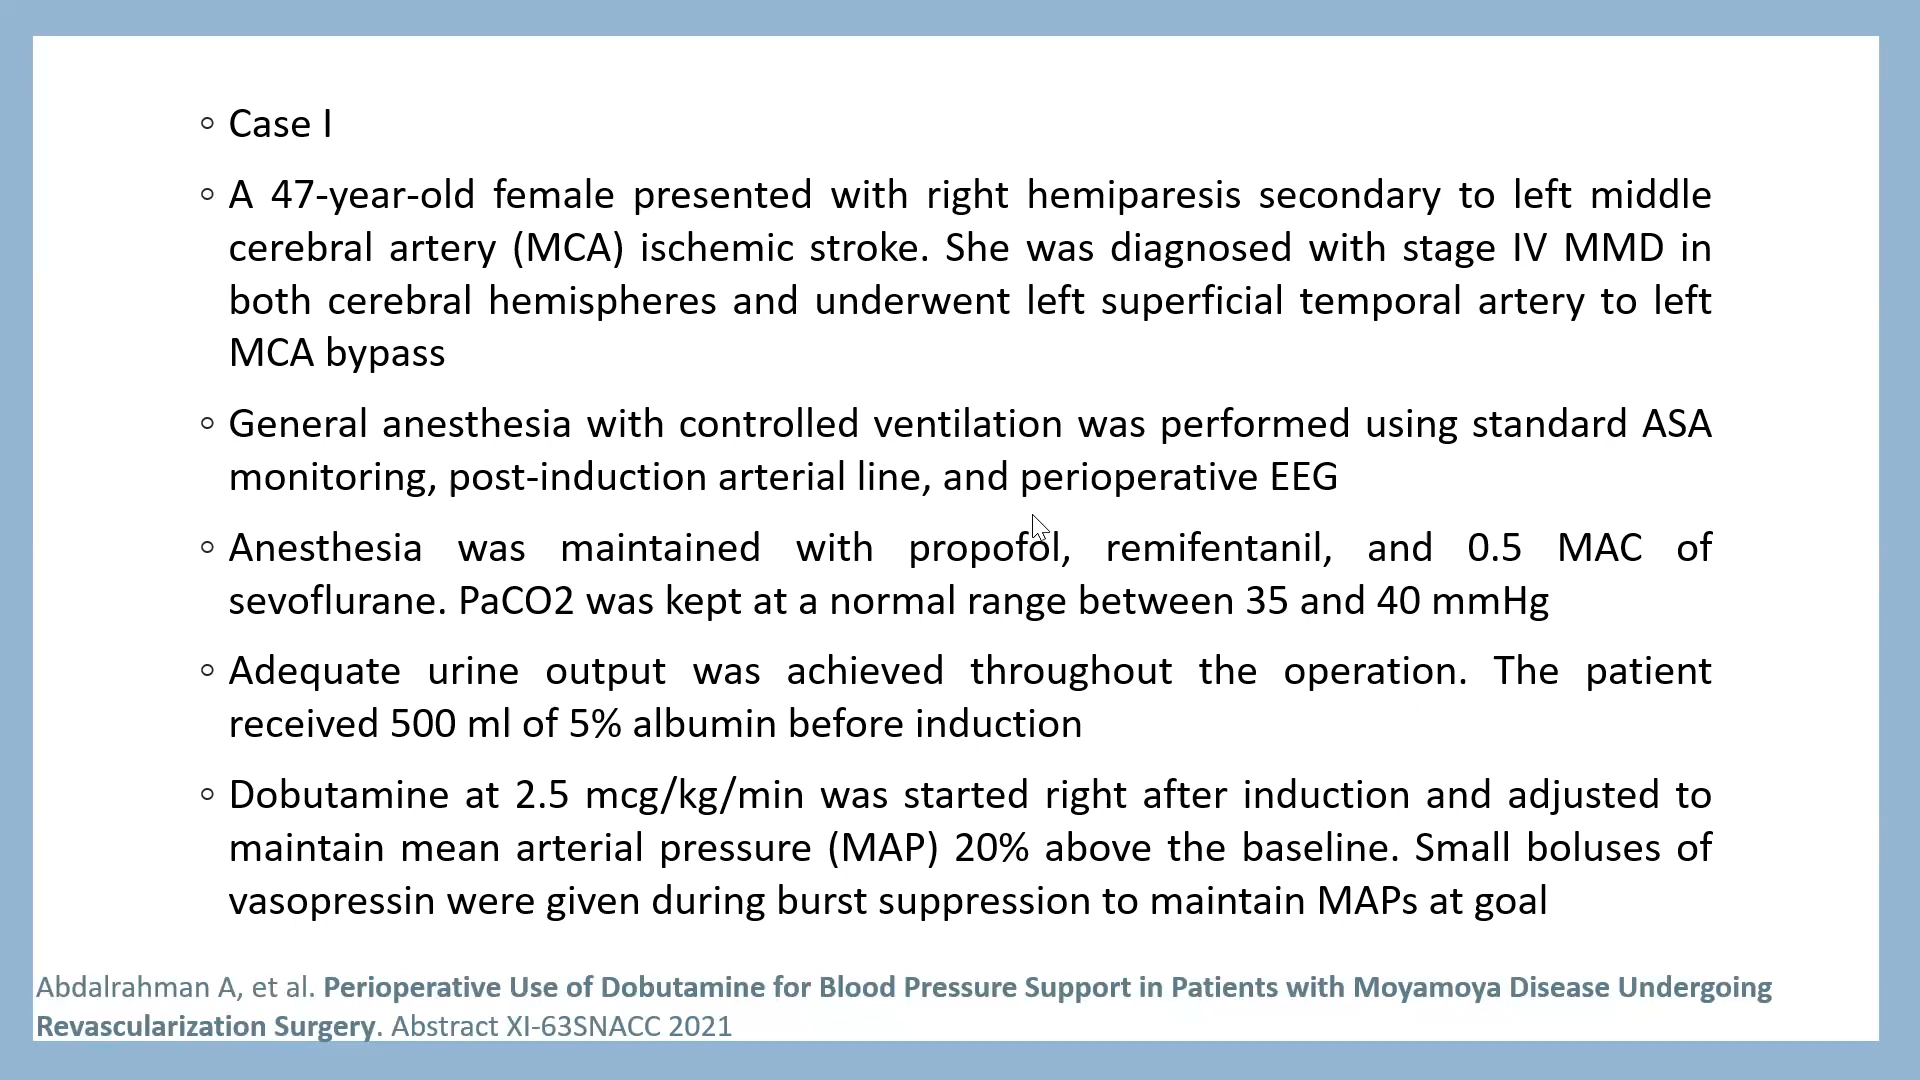 ◦ Case I
◦ A 47-year-old female presented with right hemiparesis secondary to left middle
cerebral artery (MCA) ischemic stroke. She was diagnosed with stage IV MMD in
both cerebral hemispheres and underwent left superficial temporal artery to left
MCA bypass
◦ General anesthesia with controlled ventilation was performed using standard ASA
monitoring, post-induction arterial line, and perioperative EEG
◦ Anesthesia was maintained with propofol, remifentanil, and 0.5 MAC of
sevoflurane. PaCO2 was kept at a normal range between 35 and 40 mmHg
◦ Adequate urine output was achieved throughout the operation. The patient
received 500 ml of 5% albumin before induction
◦ Dobutamine at 2.5 mcg/kg/min was started right after induction and adjusted to
maintain mean arterial pressure (MAP) 20% above the baseline. Small boluses of
vasopressin were given during burst suppression to maintain MAPs at goal
Abdalrahman A, et al. Perioperative Use of Dobutamine for Blood Pressure Support in Patients with Moyamoya Disease Undergoing
Revascularization Surgery. Abstract XI-63SNACC 2021